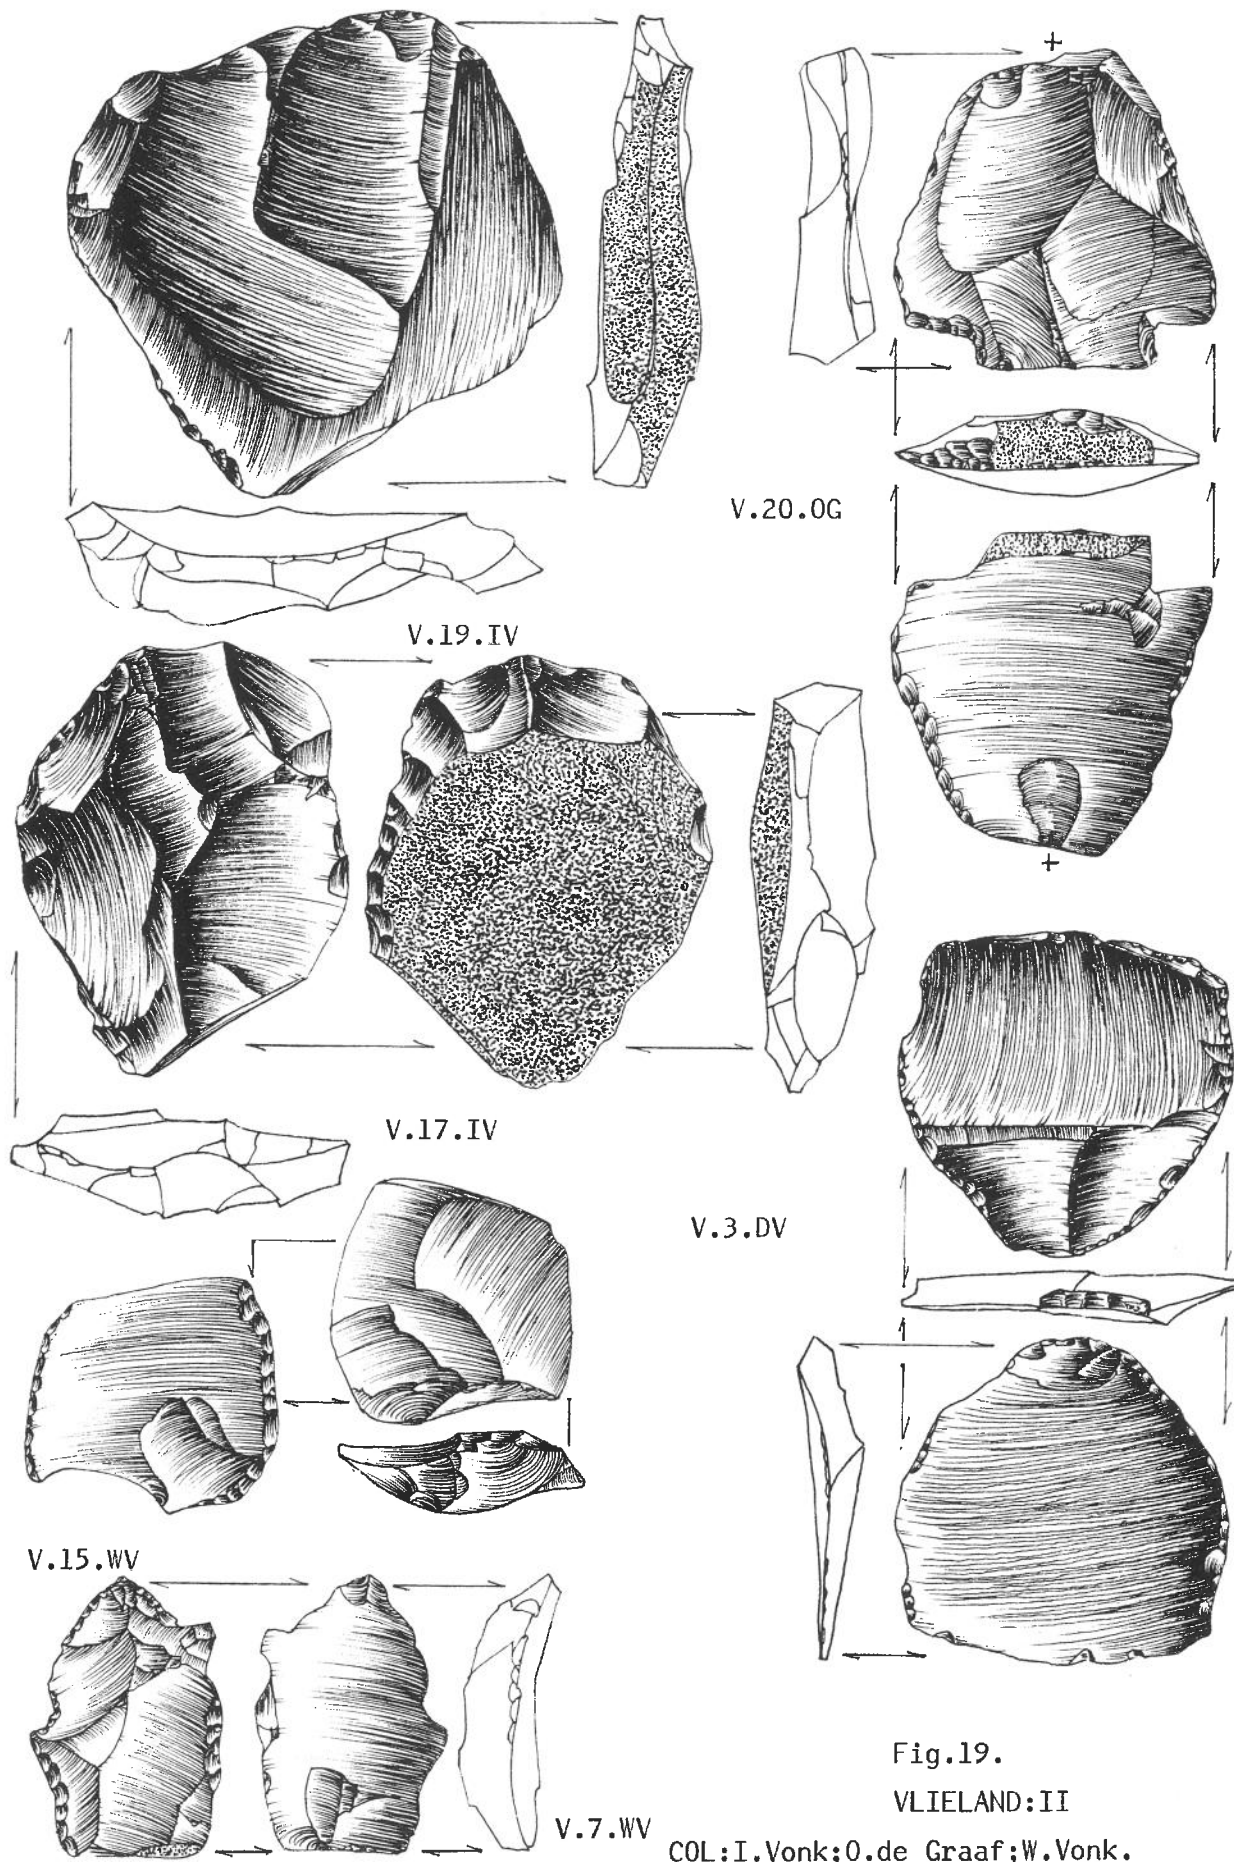 V.20.OG
V.19.IV
V.17.IV
V.3.DV
V.15.WV
V.7.WV
Fig.19.
VLIELAND:II
COL:I.Vonk:O.de Graaf:W.Vonk.